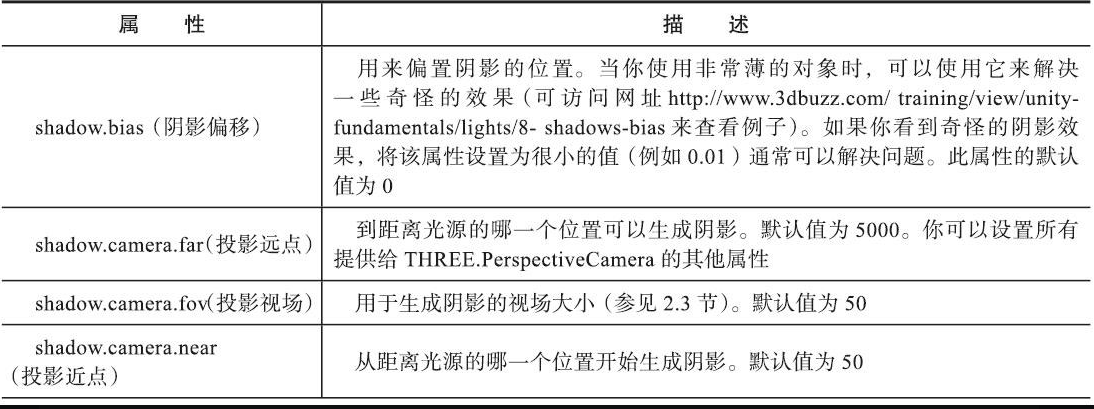 属 性 描 述
shadow.bias（阴影偏移）
用来偏置阴影的位置。当你使用非常薄的对象时，可以使用它来解决
一些奇怪的效果（可访问网址 http://www.3dbuzz.com/ training/view/unity-
fundamentals/lights/8- shadows-bias 来查看例子）。如果你看到奇怪的阴影效
果，将该属性设置为很小的值（例如 0.01）通常可以解决问题。此属性的默认
值为 0
shadow.camera.far（投影远点）
到距离光源的哪一个位置可以生成阴影。默认值为 5000。你可以设置所有
提供给 THREE.PerspectiveCamera 的其他属性
shadow.camera.fov（投影视场）
用于生成阴影的视场大小（参见 2.3 节）。默认值为 50
shadow.camera.near
（投影近点）
从距离光源的哪一个位置开始生成阴影。默认值为 50